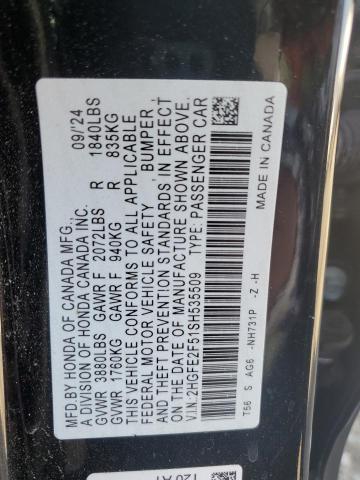 MFD.BY HONDA OF CANADA MFG., 09/'24
A DIVISION OF HONDA CANADA INC.
GVWR 3880LBS GAWR F 2072LBS R 1840LBS
GVWR 1760KG GAWR F 940KG R 835KG
THIS VEHICLE CONFORMS TO ALL APPLICABLE
FEDERAL MOTOR VEHICLE SAFETY BUMPER,
AND THEFT PREVENTION STANDARDS IN EFFECT
ON THE DATE OF MANUFACTURE SHOWN ABOVE.
V.I.N.-2HGFE2F51SH535509 TYPE: PASSENGER CAR
T56 S AG6 -NH731P -Z -H MADE IN CANADA